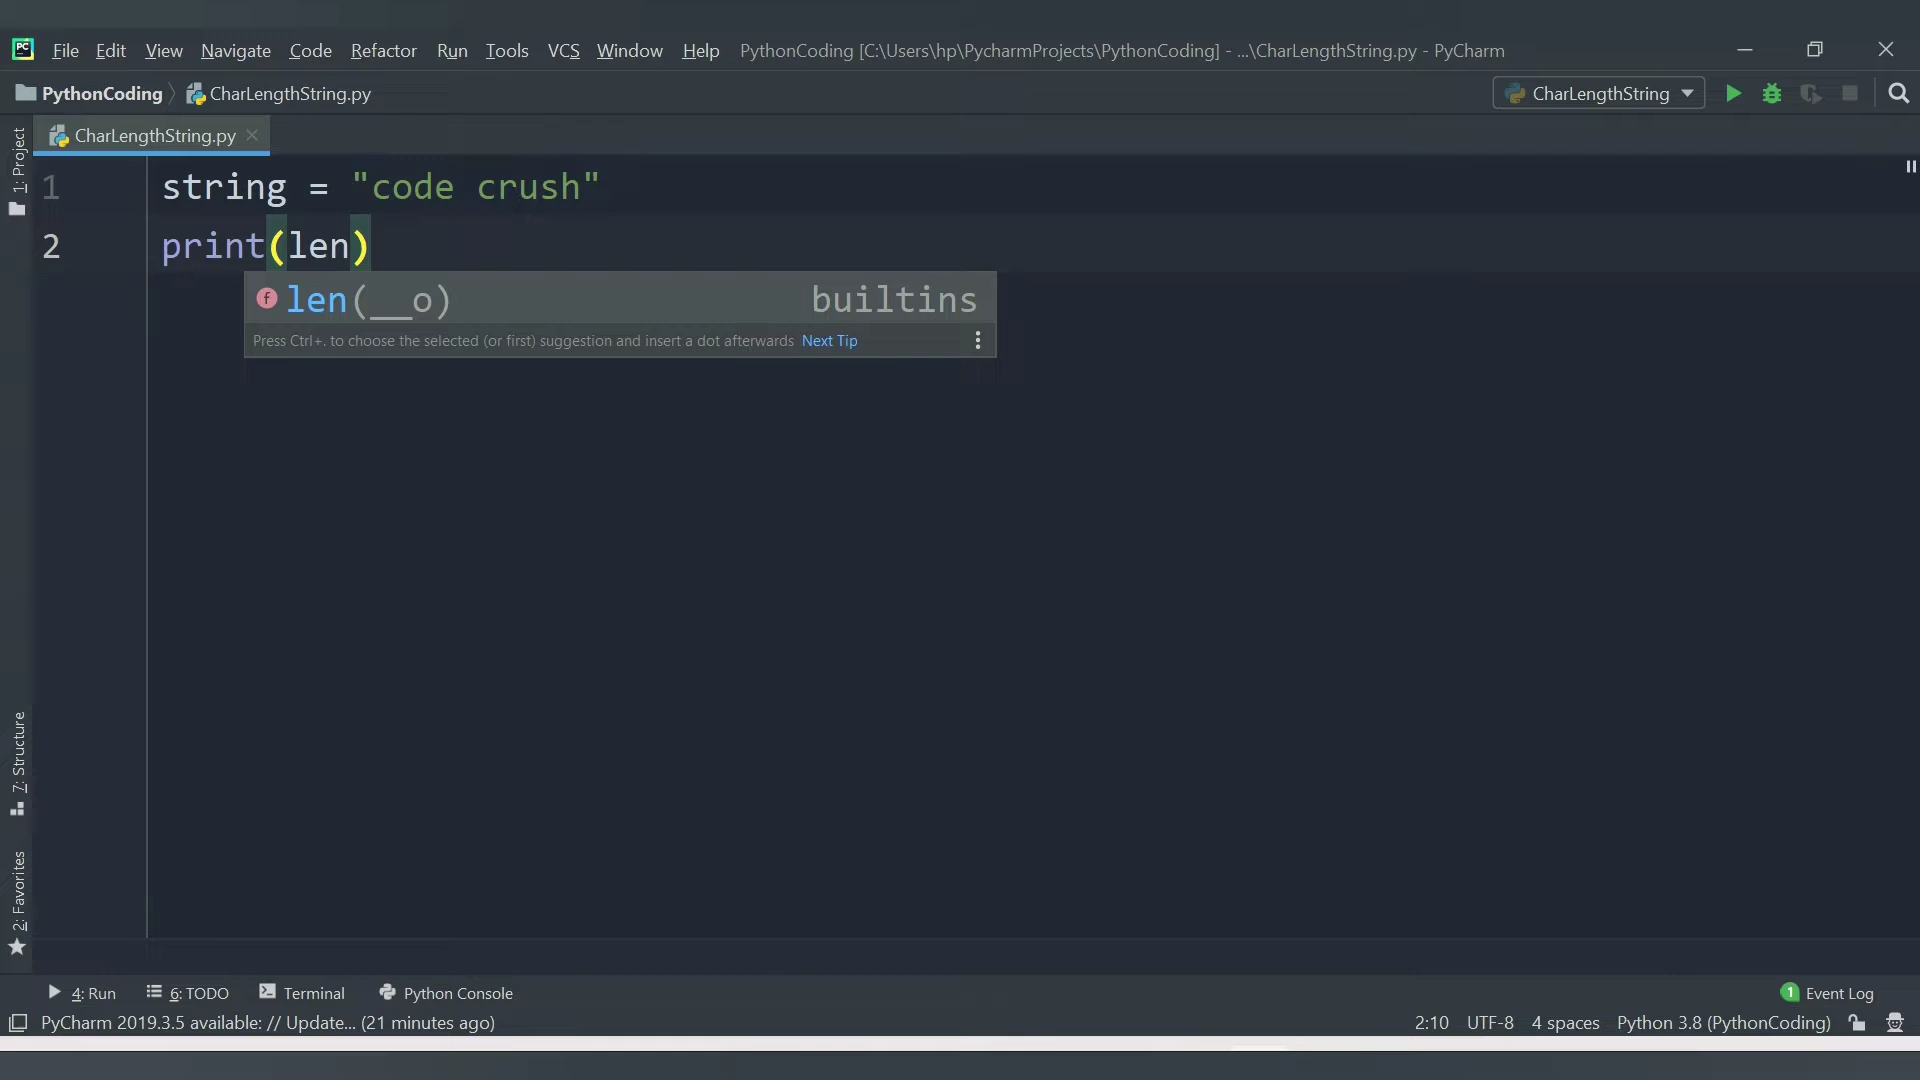 PC File Edit View Navigate Code Refactor Run Tools VCS Window Help PythonCoding [C:\Users\hp\PycharmProjects\PythonCoding] - ...\CharLengthString.py - PyCharm
PythonCoding CharLengthString.py CharLengthString
CharLengthString.py
1: Project
1 string = "code crush"
2 print(len)
f len(__o) builtins
Press Ctrl+. to choose the selected (or first) suggestion and insert a dot afterwards Next Tip
7: Structure
2: Favorites
4: Run 6: TODO Terminal Python Console 1 Event Log
PyCharm 2019.3.5 available: // Update... (21 minutes ago) 2:10 UTF-8 4 spaces Python 3.8 (PythonCoding)